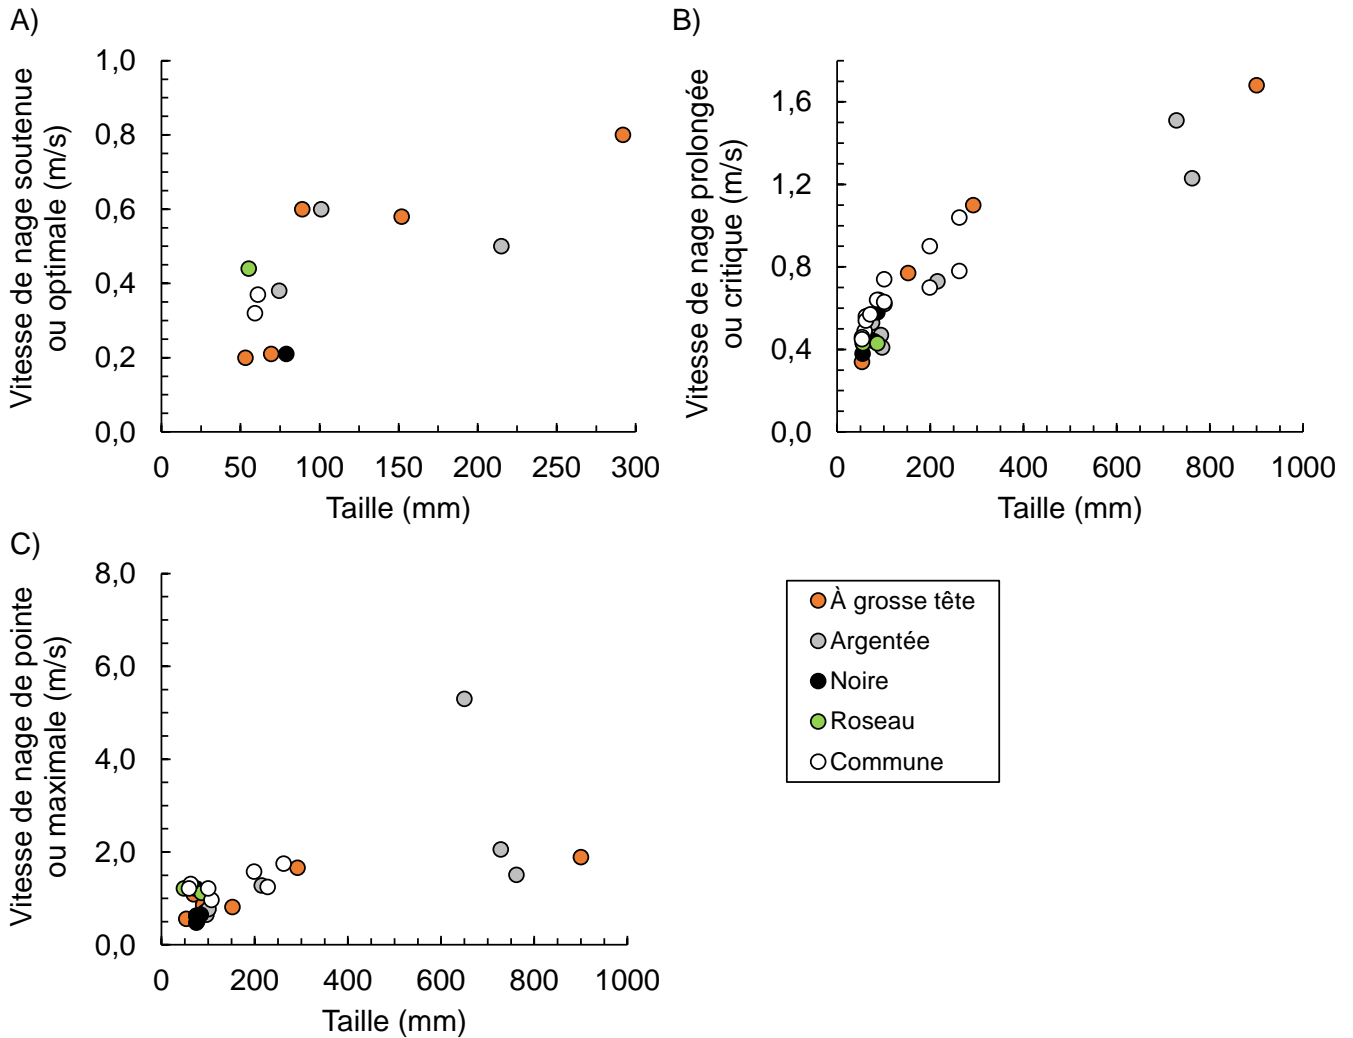 A)
Vitesse de nage soutenue
ou optimale (m/s)
1,0
0,8
0,6
0,4
0,2
0,0
0 50 100 150 200 250 300
Taille (mm)
B)
Vitesse de nage prolongée
ou critique (m/s)
1,6
1,2
0,8
0,4
0,0
0 200 400 600 800 1000
Taille (mm)
C)
Vitesse de nage de pointe
ou maximale (m/s)
8,0
6,0
4,0
2,0
0,0
0 200 400 600 800 1000
Taille (mm)
À grosse tête
Argentée
Noire
Roseau
Commune